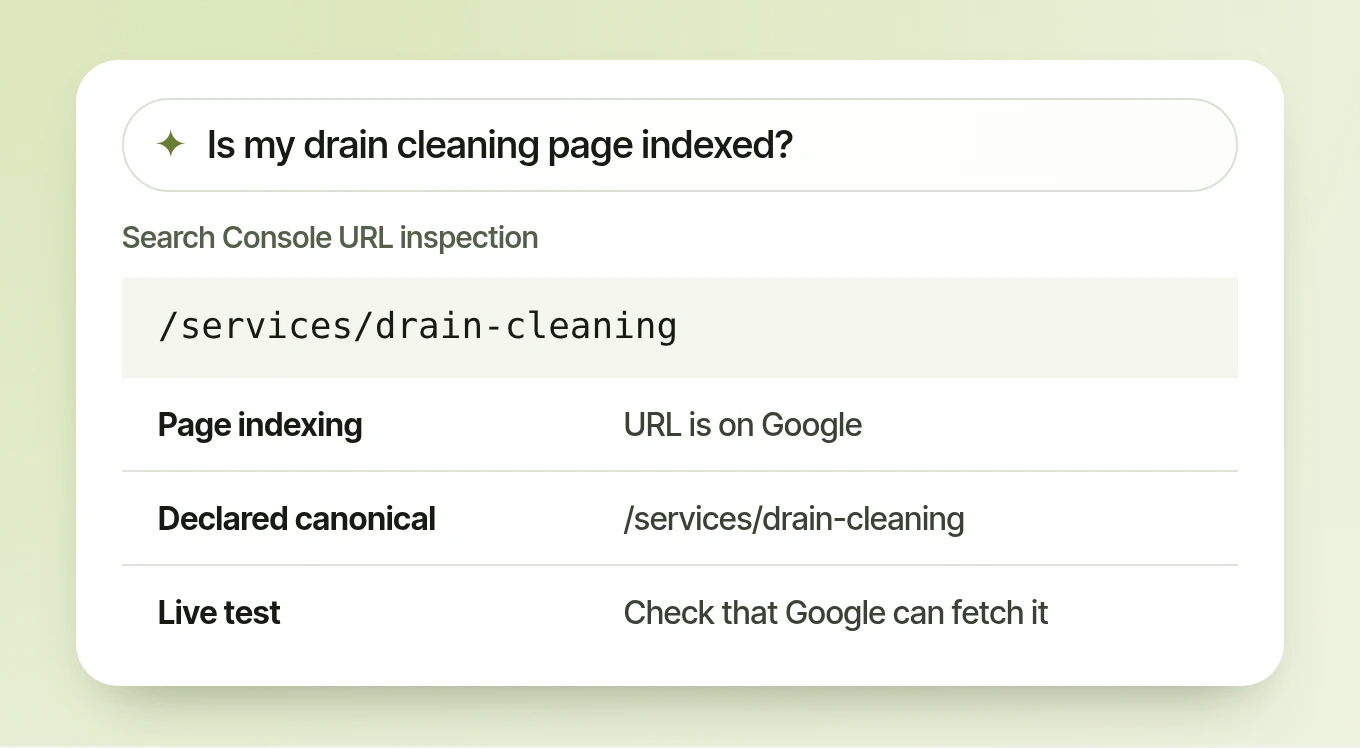 Is my drain cleaning page indexed?
Search Console URL inspection
/services/drain-cleaning
Page indexing
URL is on Google
Declared canonical
/services/drain-cleaning
Live test
Check that Google can fetch it